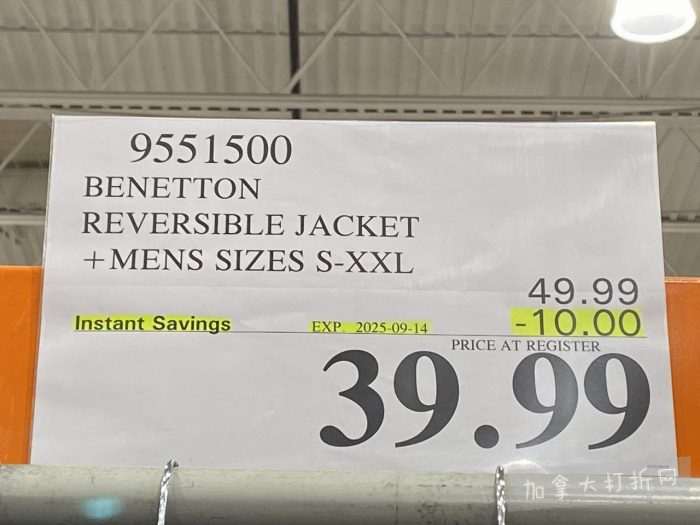 9551500
BENETTON
REVERSIBLE JACKET
+MENS SIZES S-XXL
49.99
Instant Savings EXP. 2025-09-14 -10.00
PRICE AT REGISTER
39.99
加拿大打折网